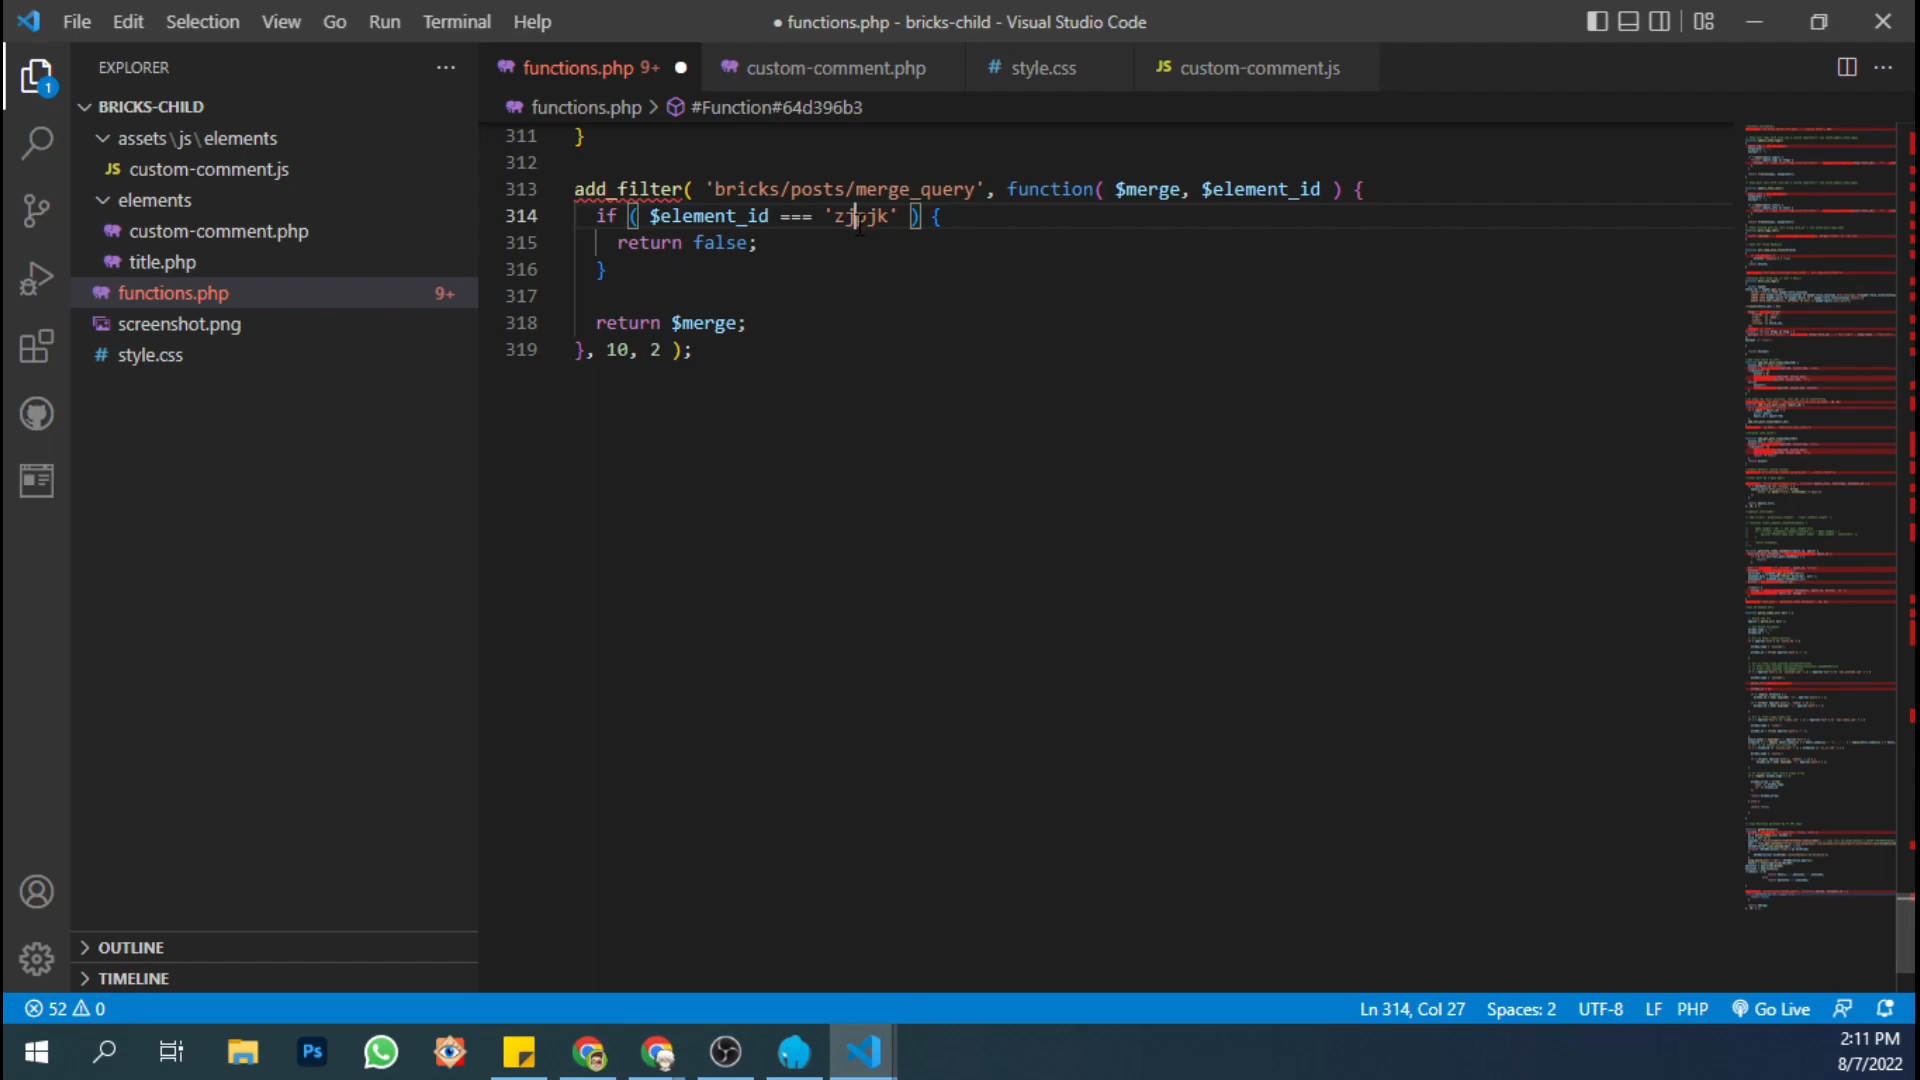 File Edit Selection View Go Run Terminal Help
● functions.php - bricks-child - Visual Studio Code
EXPLORER
functions.php 9+
custom-comment.php
# style.css
JS custom-comment.js
functions.php > #Function#64d396b3
1
BRICKS-CHILD
assets\js\elements
JS custom-comment.js
elements
custom-comment.php
title.php
functions.php 9+
screenshot.png
# style.css
311 }
312
313 add_filter( 'bricks/posts/merge_query', function( $merge, $element_id ) {
314 if ( $element_id === 'zjpjk' ) {
315 return false;
316 }
317
318 return $merge;
319 }, 10, 2 );
OUTLINE
TIMELINE
52 0
Ln 314, Col 27 Spaces: 2 UTF-8 LF PHP Go Live
Ps
2:11 PM
8/7/2022